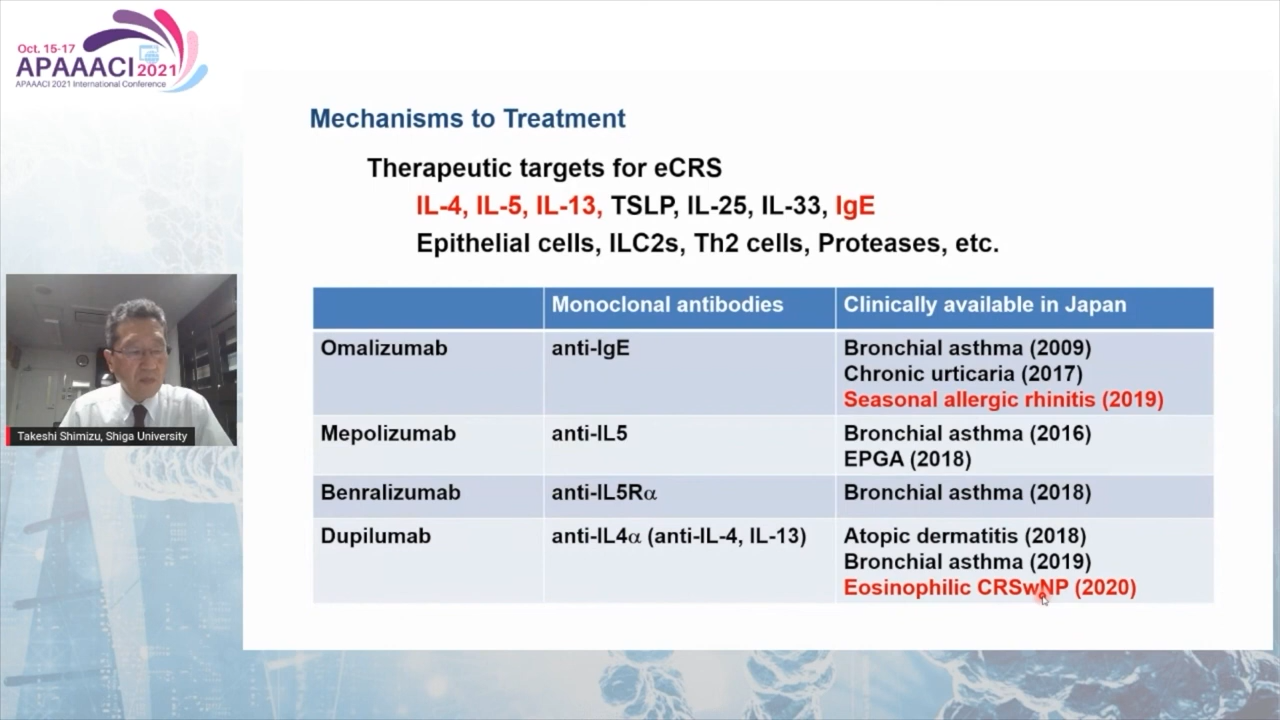 Oct. 15-17
APAAACI 2021
APAAACI 2021 International Conference
Mechanisms to Treatment
Therapeutic targets for eCRS
IL-4, IL-5, IL-13, TSLP, IL-25, IL-33, IgE
Epithelial cells, ILC2s, Th2 cells, Proteases, etc.
Monoclonal antibodies
Clinically available in Japan
Omalizumab
anti-IgE
Bronchial asthma (2009)
Chronic urticaria (2017)
Seasonal allergic rhinitis (2019)
Mepolizumab
anti-IL5
Bronchial asthma (2016)
EPGA (2018)
Benralizumab
anti-IL5Rα
Bronchial asthma (2018)
Dupilumab
anti-IL4α (anti-IL-4, IL-13)
Atopic dermatitis (2018)
Bronchial asthma (2019)
Eosinophilic CRSwNP (2020)
Takeshi Shimizu, Shiga University